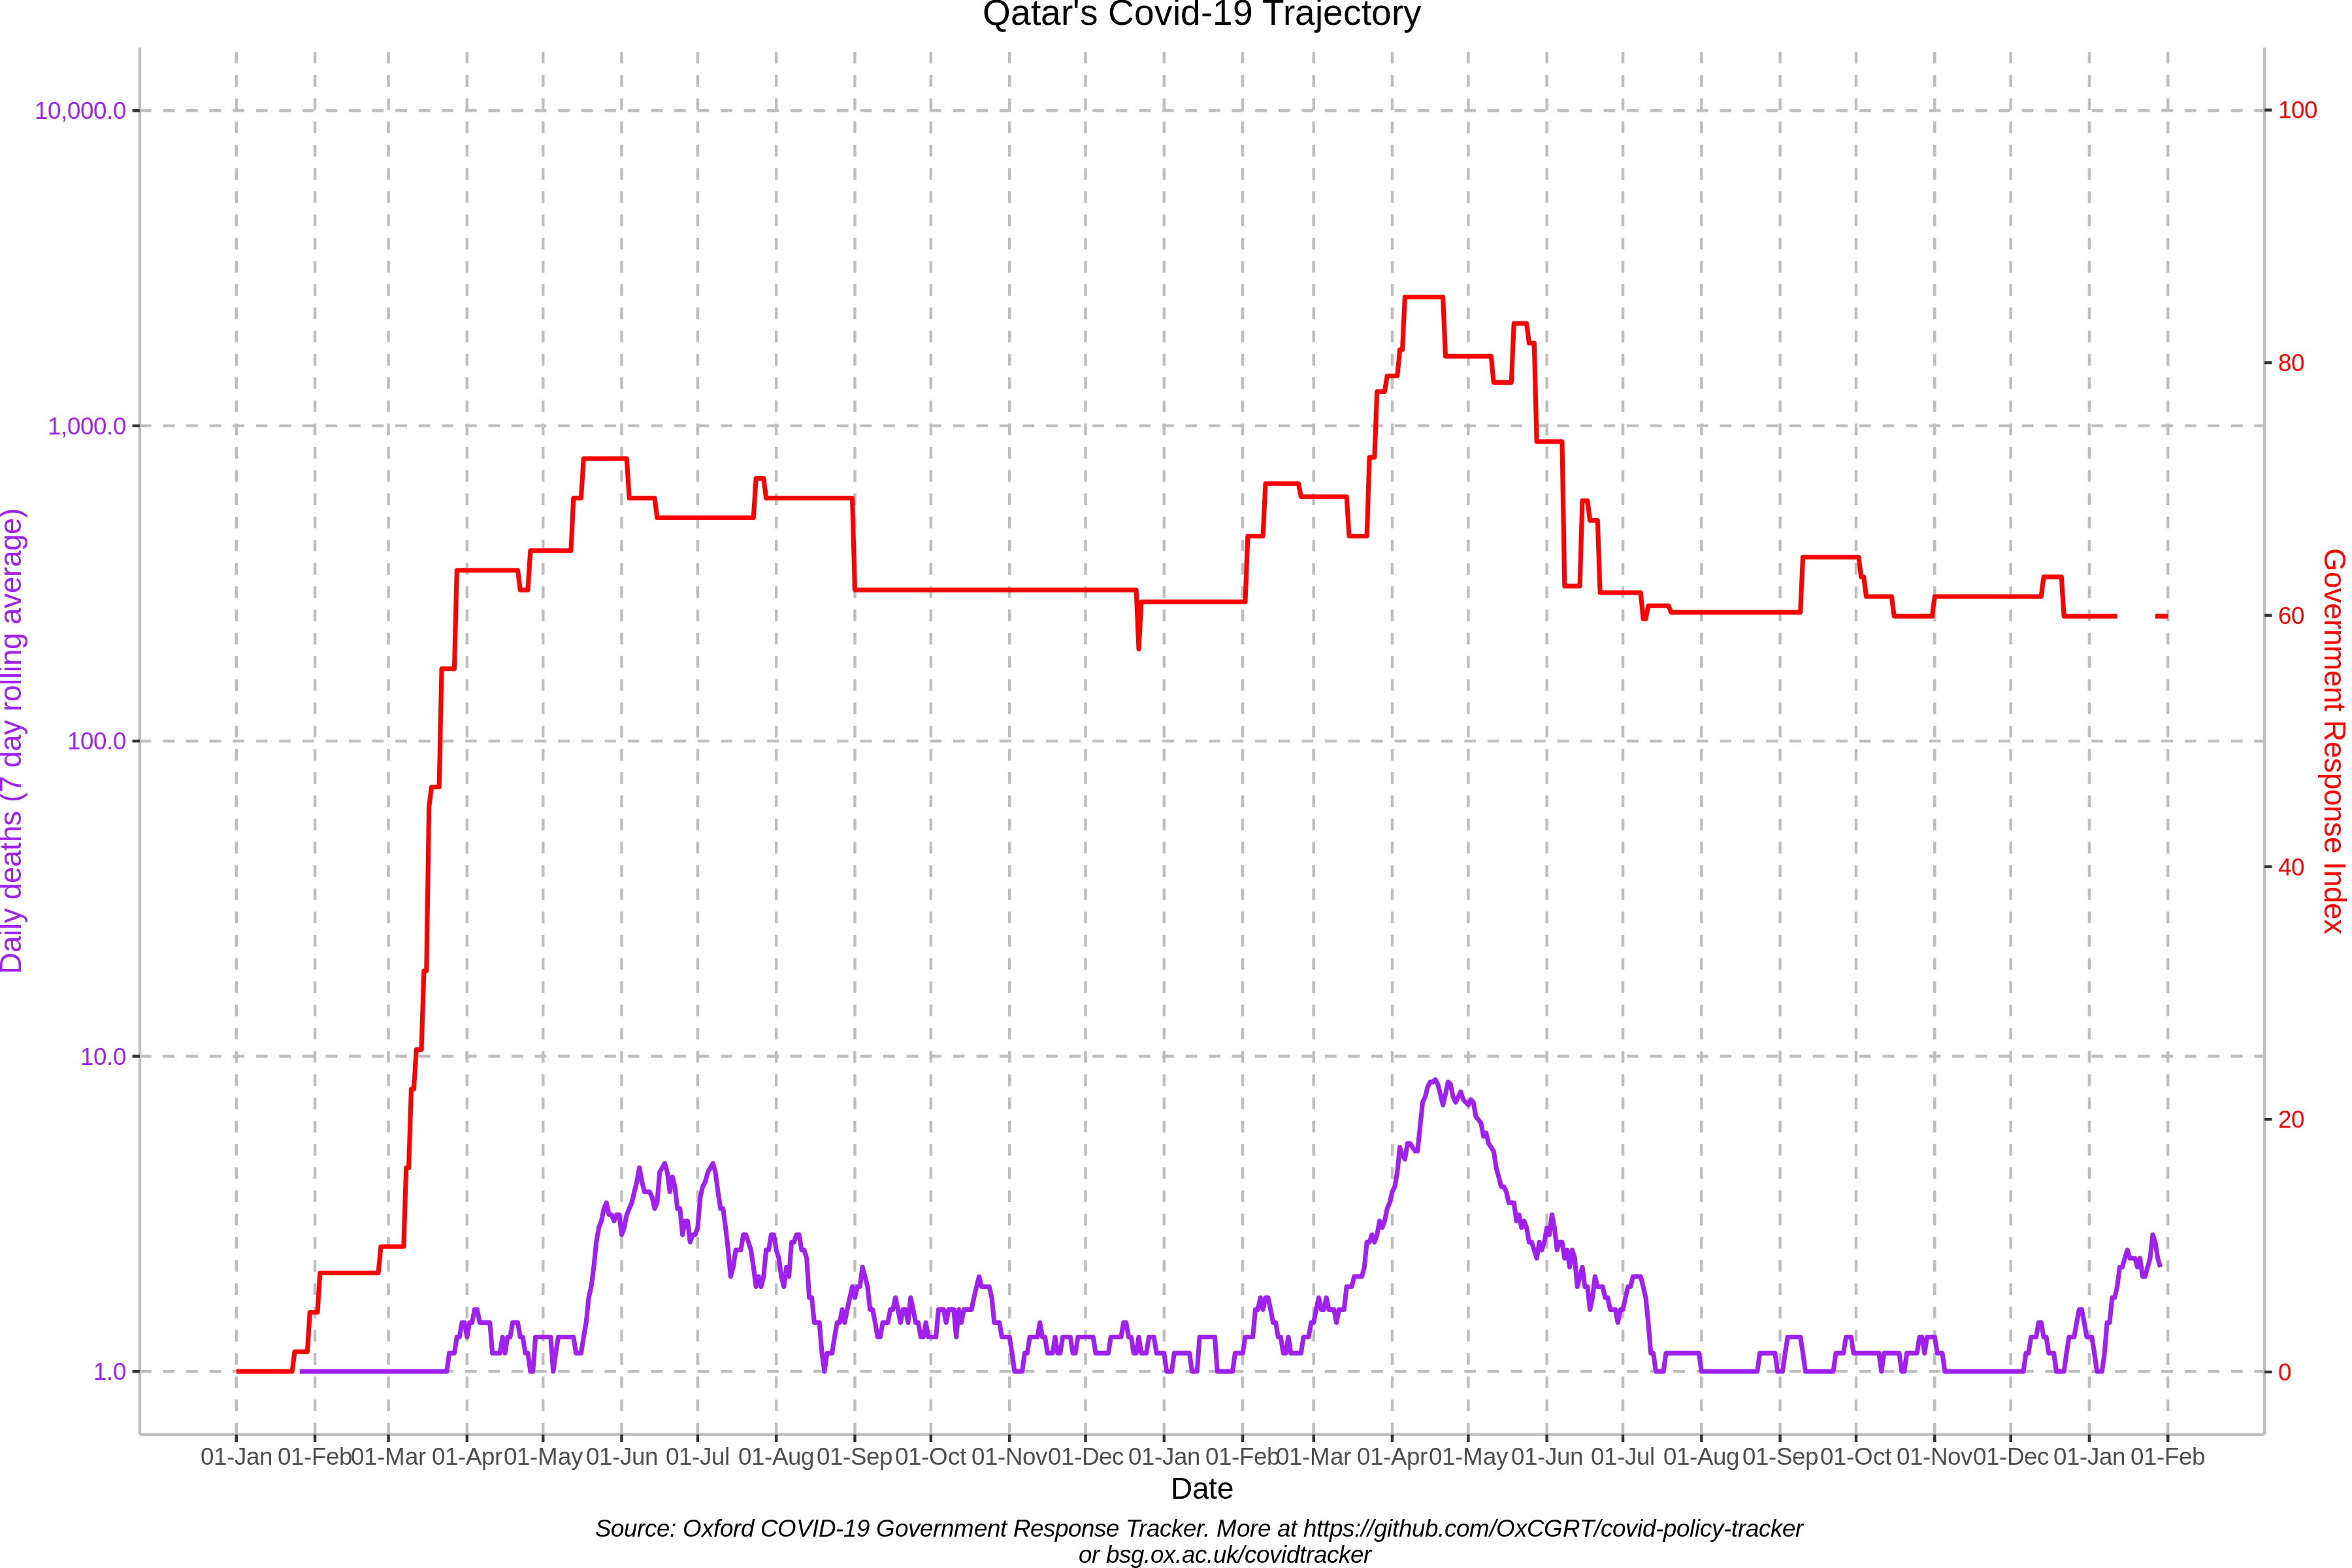 Qatar's Covid-19 Trajectory
10,000.0
1,000.0
100.0
10.0
1.0
Daily deaths (7 day rolling average)
100
80
60
40
20
0
Government Response Index
01-Jan 01-Feb 01-Mar 01-Apr 01-May 01-Jun 01-Jul 01-Aug 01-Sep 01-Oct 01-Nov 01-Dec 01-Jan 01-Feb 01-Mar 01-Apr 01-May 01-Jun 01-Jul 01-Aug 01-Sep 01-Oct 01-Nov 01-Dec 01-Jan 01-Feb
Date
Source: Oxford COVID-19 Government Response Tracker. More at https://github.com/OxCGRT/covid-policy-tracker
or bsg.ox.ac.uk/covidtracker